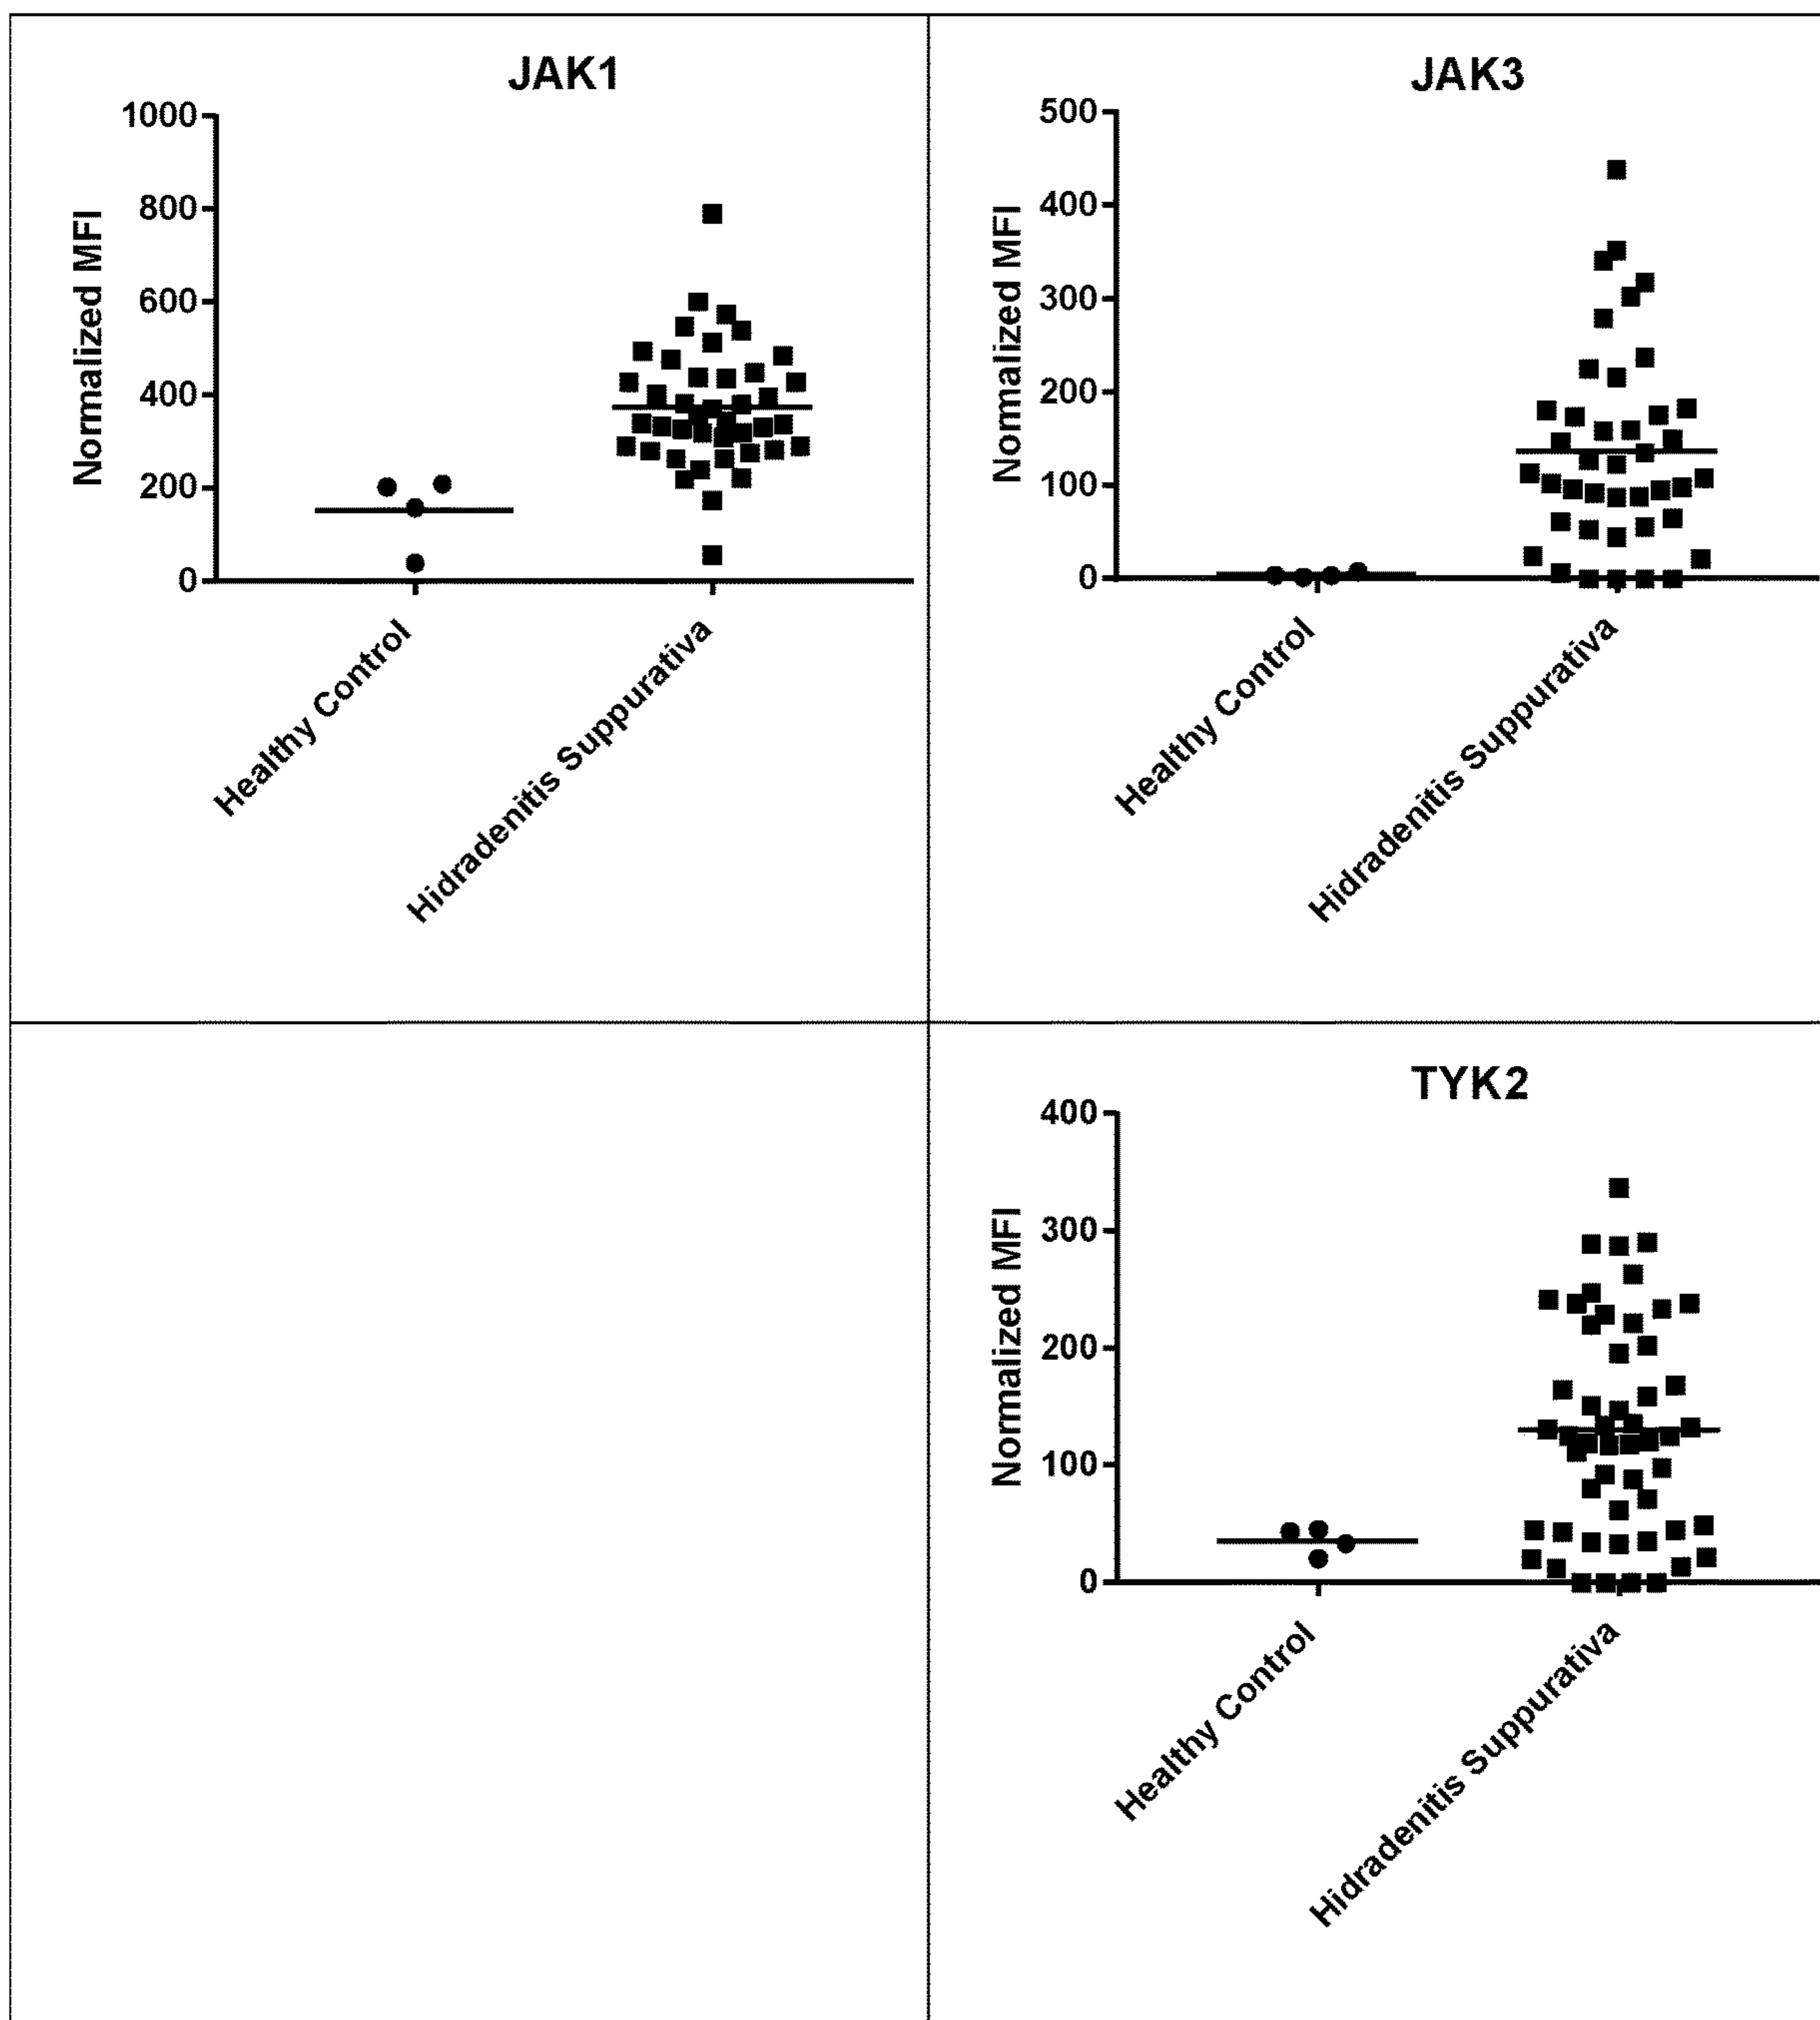 JAK1
1000
800
600
400
200
0
Normalized MFI
Healthy Control
Hidradenitis Suppurativa
JAK3
500
400
300
200
100
0
Normalized MFI
Healthy Control
Hidradenitis Suppurativa
TYK2
400
300
200
100
0
Normalized MFI
Healthy Control
Hidradenitis Suppurativa